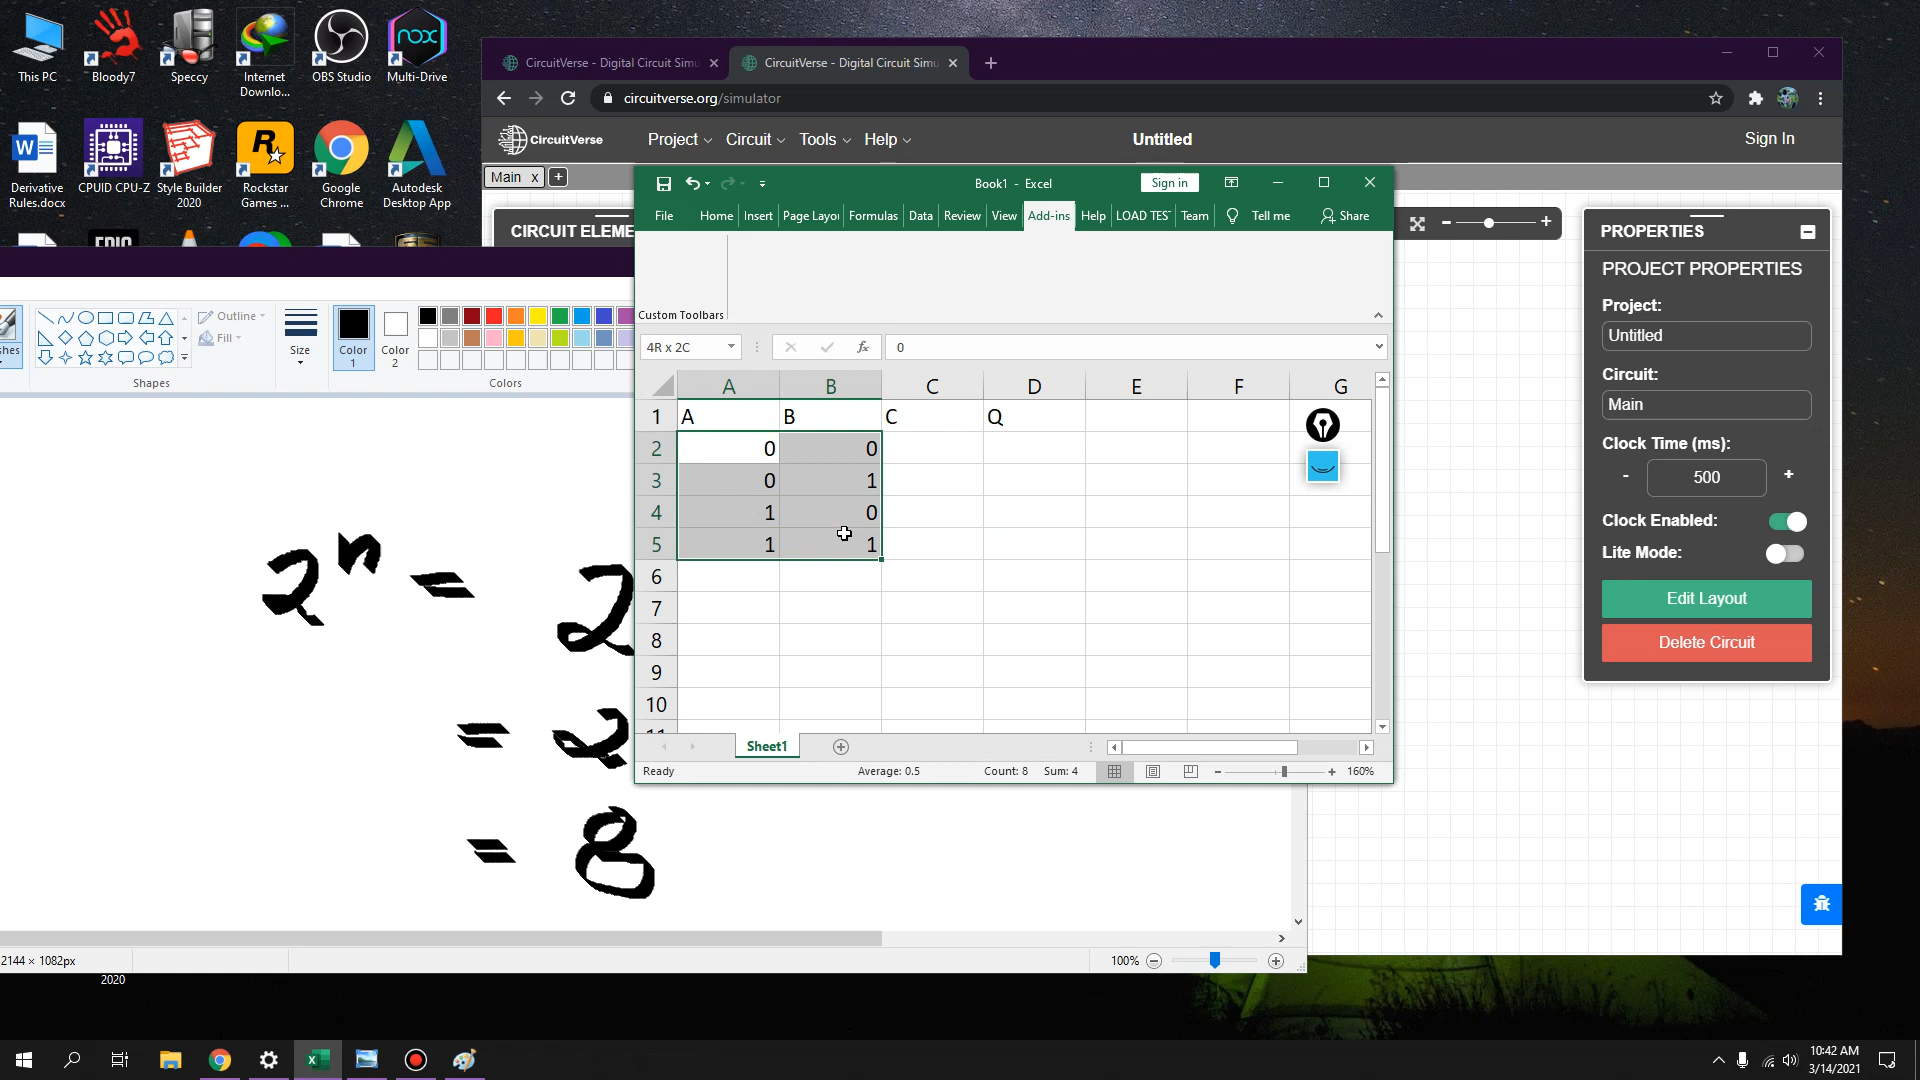 This PC
Bloody7
Speccy
Internet
Downlo...
OBS Studio
Multi-Drive
Derivative
Rules.docx
CPUID CPU-Z
Style Builder
2020
Rockstar
Games ...
Google
Chrome
Autodesk
Desktop App
CircuitVerse - Digital Circuit Simu
CircuitVerse - Digital Circuit Simu
circuitverse.org/simulator
CircuitVerse
Project
Circuit
Tools
Help
Untitled
Sign In
Main x
CIRCUIT ELEME
Book1 - Excel
Sign in
File
Home
Insert
Page Layou
Formulas
Data
Review
View
Add-ins
Help
LOAD TES
Team
Tell me
Share
Custom Toolbars
4R x 2C
fx
0
A B C D E F G
1 A B C Q
2 0 0
3 0 1
4 1 0
5 1 1
6
7
8
9
10
Sheet1
Ready
Average: 0.5
Count: 8
Sum: 4
160%
PROPERTIES
PROJECT PROPERTIES
Project:
Untitled
Circuit:
Main
Clock Time (ms):
- 500 +
Clock Enabled:
Lite Mode:
Edit Layout
Delete Circuit
Outline
Fill
Shapes
Size
Color
1
Color
2
Colors
2ⁿ = 2
= 2
= 8
2144 × 1082px
100%
2020
10:42 AM
3/14/2021